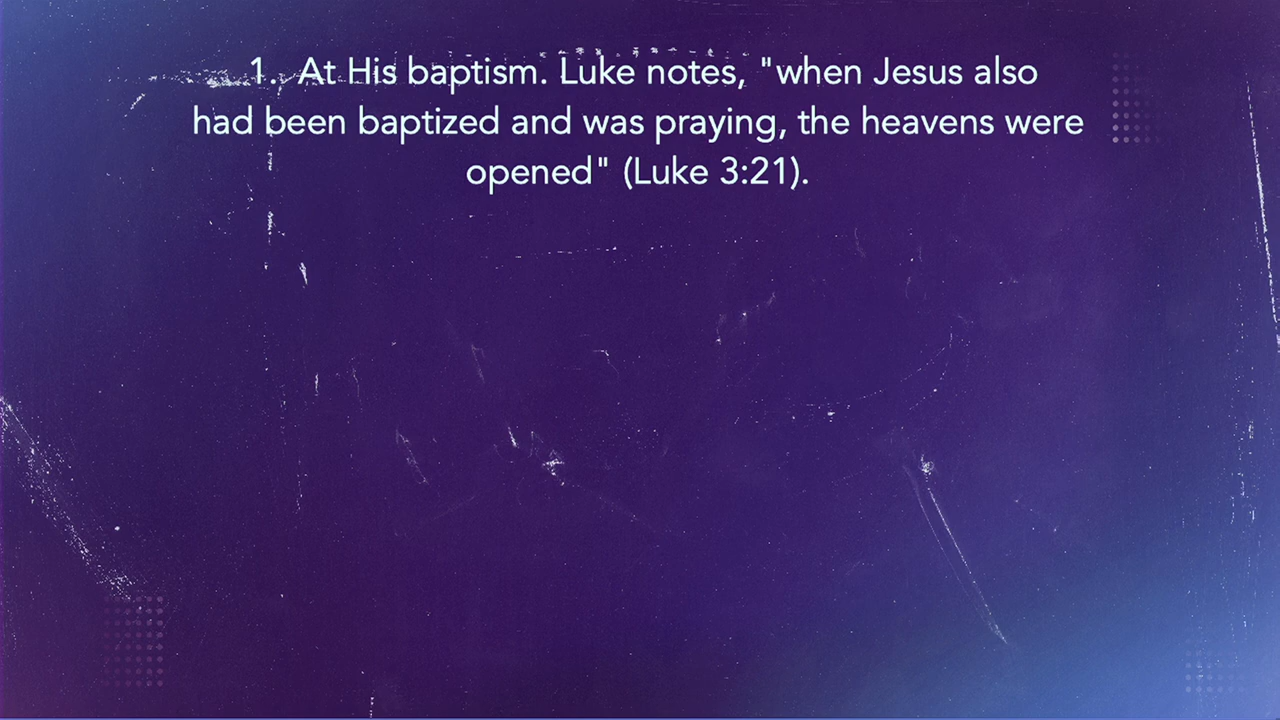 1.  At His baptism. Luke notes, "when Jesus also
had been baptized and was praying, the heavens were
opened" (Luke 3:21).